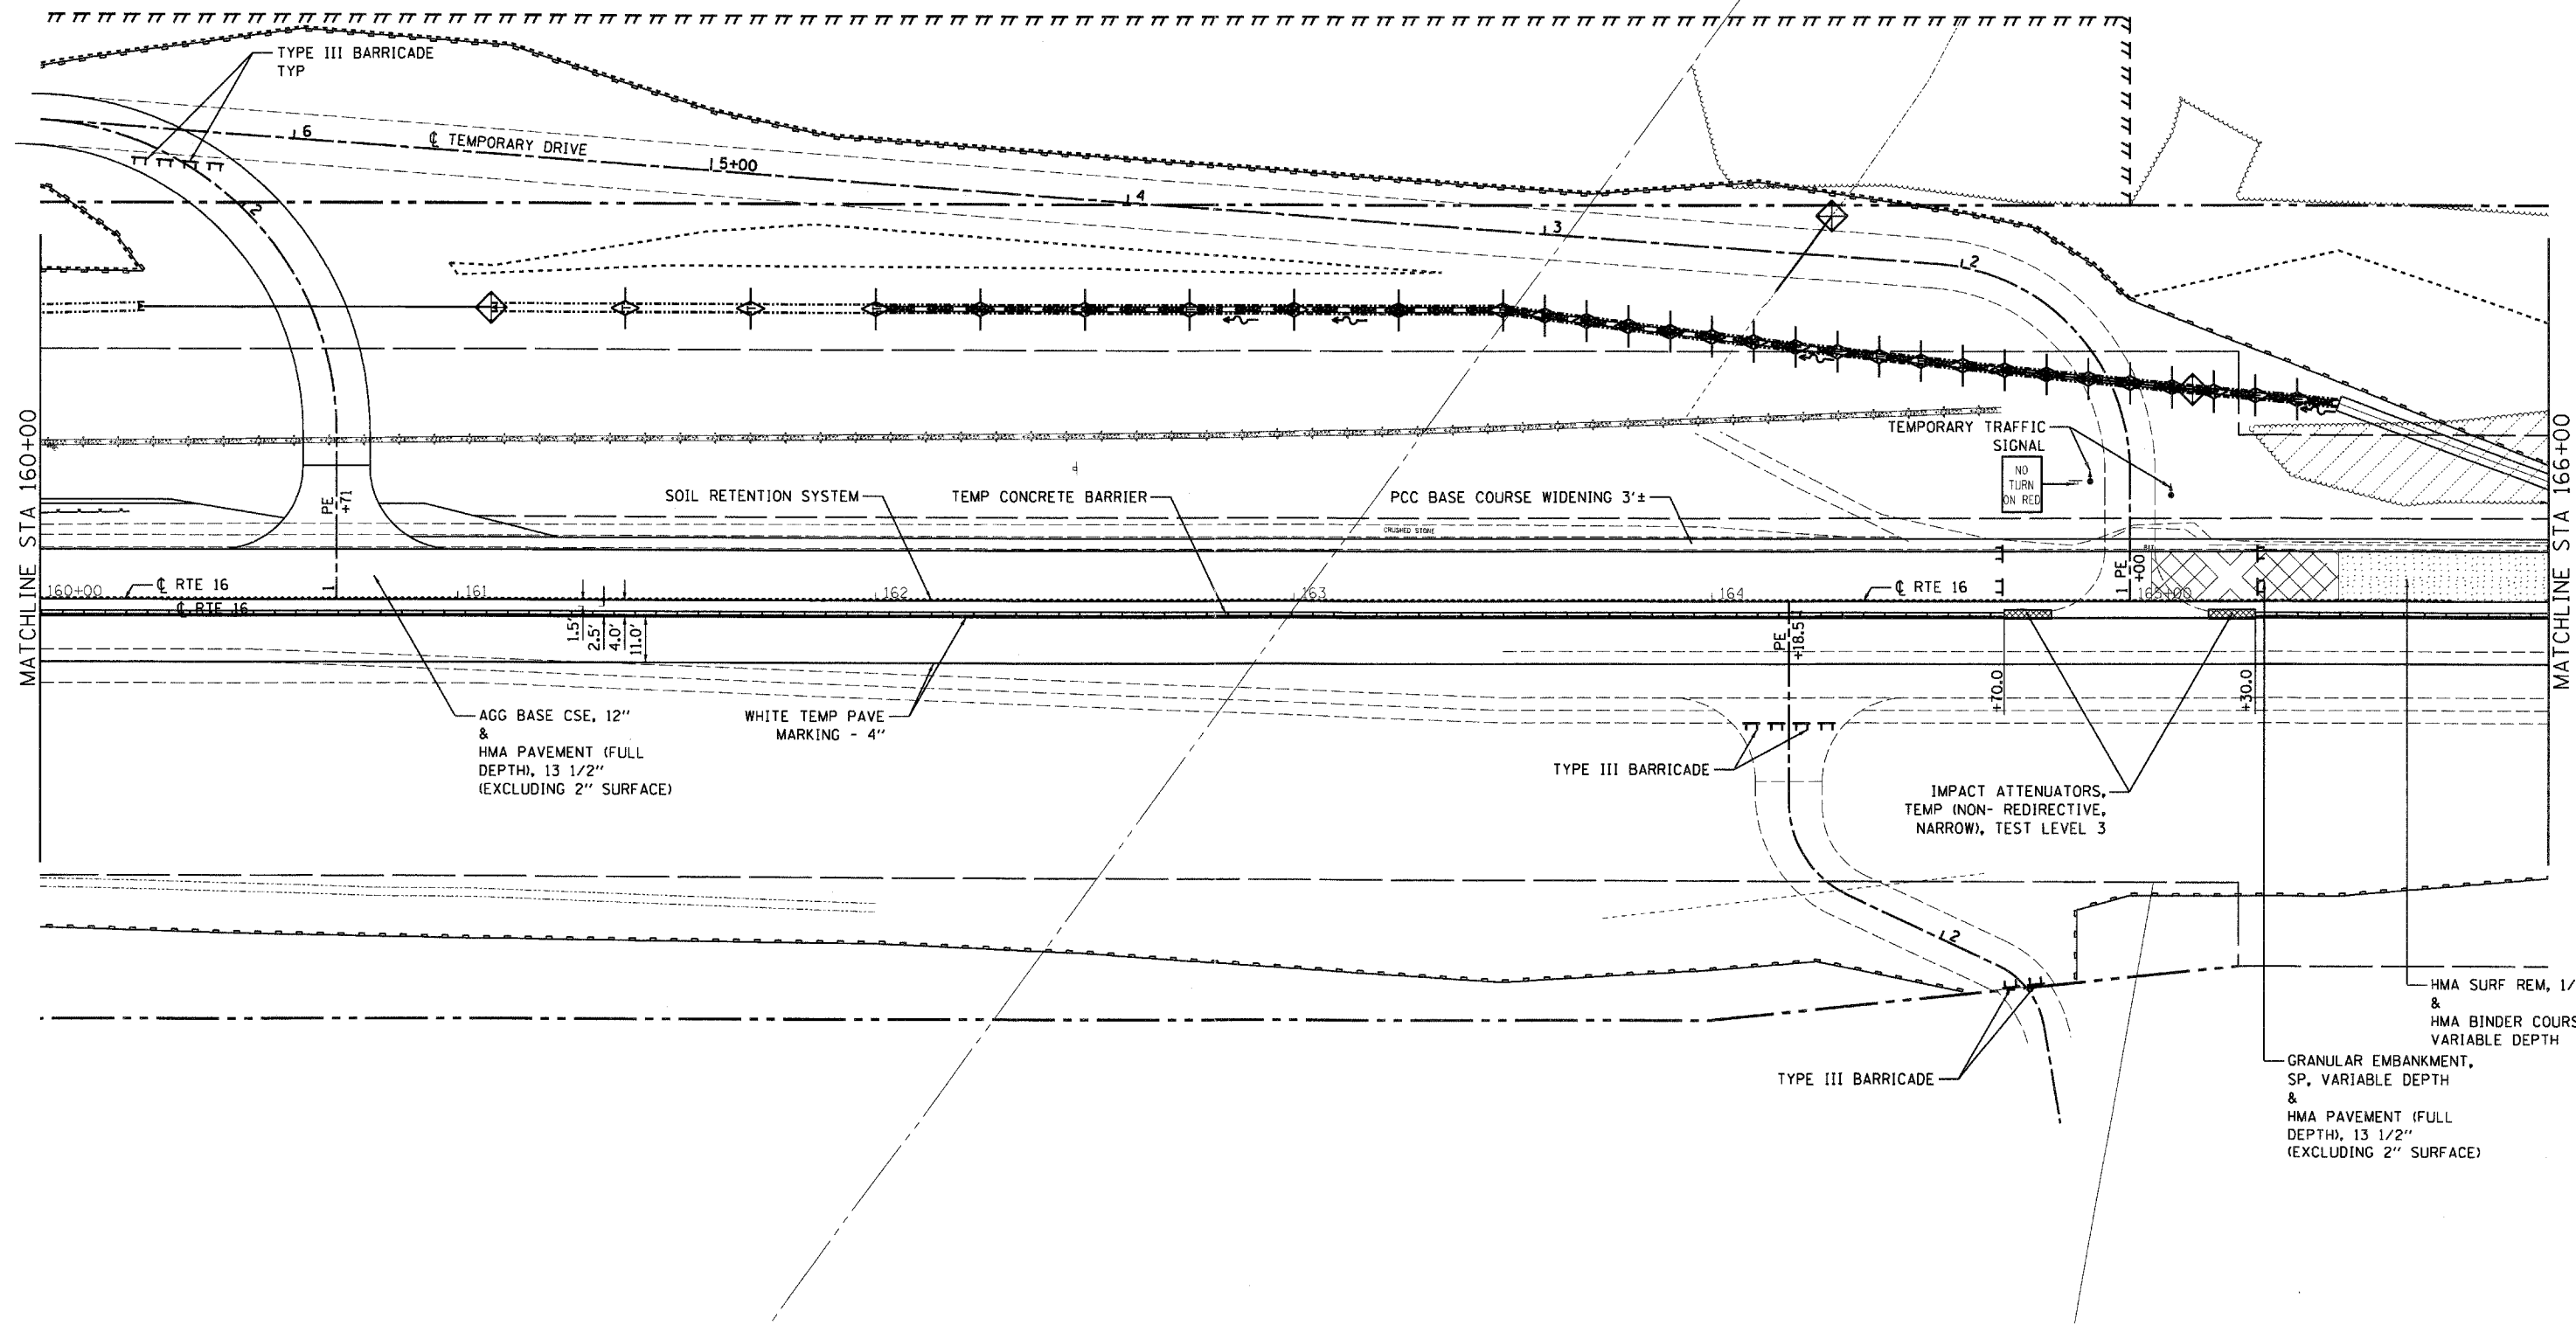 TYPE III BARRICADE
TYP
6
℄ TEMPORARY DRIVE
5+00
4
3
2
2
MATCHLINE STA 160+00
MATCHLINE STA 166+00
TEMPORARY TRAFFIC
SIGNAL
NO
TURN
ON RED
PE
+71
SOIL RETENTION SYSTEM
TEMP CONCRETE BARRIER
PCC BASE COURSE WIDENING 3'±
CRUSHED STONE
160+00
℄ RTE 16
℄ RTE 16
1
161
162
163
164
℄ RTE 16
1 PE
+00
165+00
1.5'
2.5'
4.0'
11.0'
PE
+18.5
+70.0
+30.0
AGG BASE CSE, 12"
&
HMA PAVEMENT (FULL
DEPTH), 13 1/2"
(EXCLUDING 2" SURFACE)
WHITE TEMP PAVE
MARKING - 4"
TYPE III BARRICADE
IMPACT ATTENUATORS,
TEMP (NON- REDIRECTIVE,
NARROW), TEST LEVEL 3
2
TYPE III BARRICADE
HMA SURF REM, 1/
&
HMA BINDER COURS
VARIABLE DEPTH
GRANULAR EMBANKMENT,
SP, VARIABLE DEPTH
&
HMA PAVEMENT (FULL
DEPTH), 13 1/2"
(EXCLUDING 2" SURFACE)